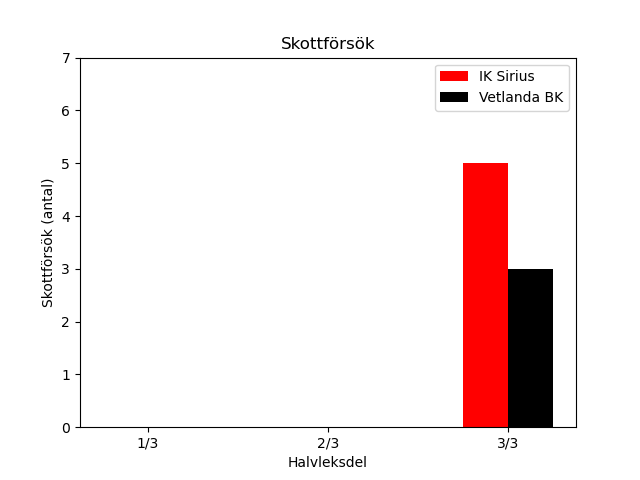 Skottförsök
IK Sirius
Vetlanda BK
Skottförsök (antal)
7
6
5
4
3
2
1
0
1/3
2/3
3/3
Halvleksdel